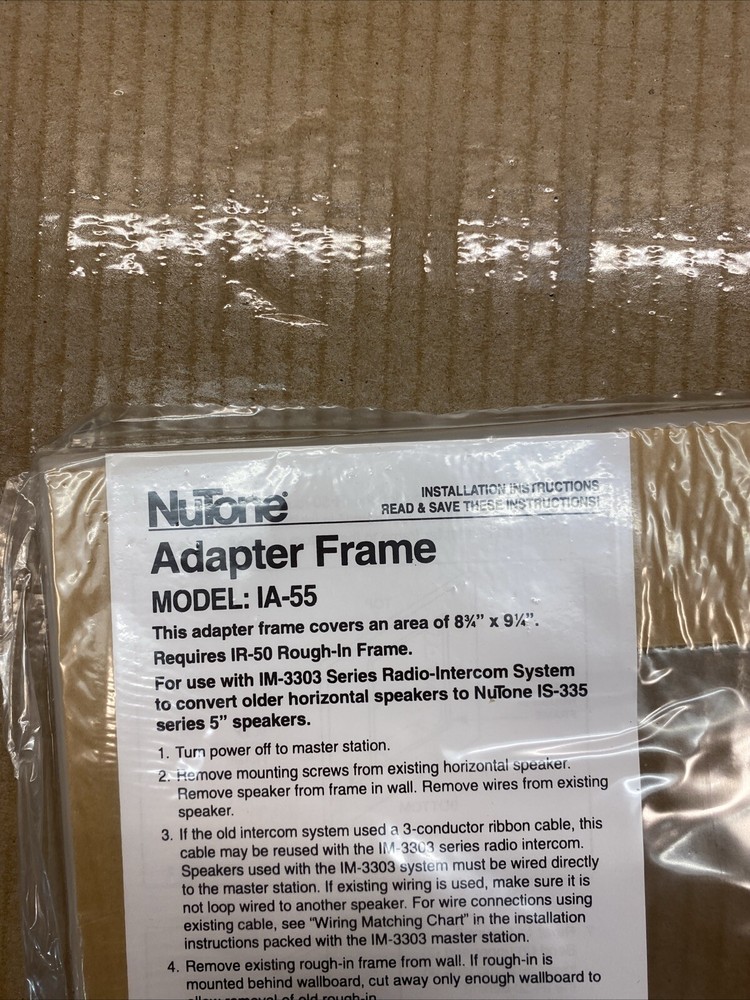 NuTone®
INSTALLATION INSTRUCTIONS
READ & SAVE THESE INSTRUCTIONS!
Adapter Frame
MODEL: IA-55
This adapter frame covers an area of 8¾” x 9¼”.
Requires IR-50 Rough-In Frame.
For use with IM-3303 Series Radio-Intercom System
to convert older horizontal speakers to NuTone IS-335
series 5” speakers.
1. Turn power off to master station.
2. Remove mounting screws from existing horizontal speaker.
Remove speaker from frame in wall. Remove wires from existing
speaker.
3. If the old intercom system used a 3-conductor ribbon cable, this
cable may be reused with the IM-3303 series radio intercom.
Speakers used with the IM-3303 system must be wired directly
to the master station. If existing wiring is used, make sure it is
not loop wired to another speaker. For wire connections using
existing cable, see “Wiring Matching Chart” in the installation
instructions packed with the IM-3303 master station.
4. Remove existing rough-in frame from wall. If rough-in is
mounted behind wallboard, cut away only enough wallboard to
allow removal of old rough-in